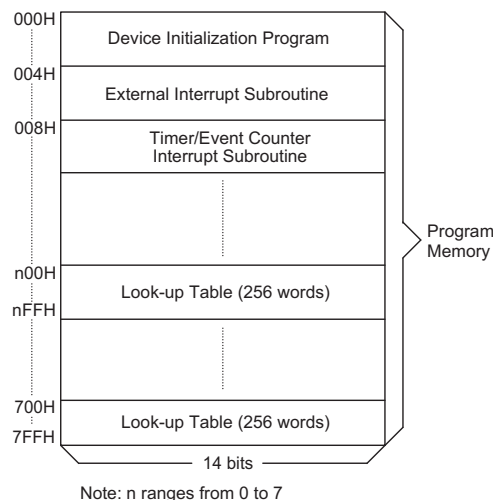 000H
Device Initialization Program
004H
External Interrupt Subroutine
008H
Timer/Event Counter
Interrupt Subroutine
Program
Memory
n00H
Look-up Table (256 words)
nFFH
700H
Look-up Table (256 words)
7FFH
14 bits
Note: n ranges from 0 to 7